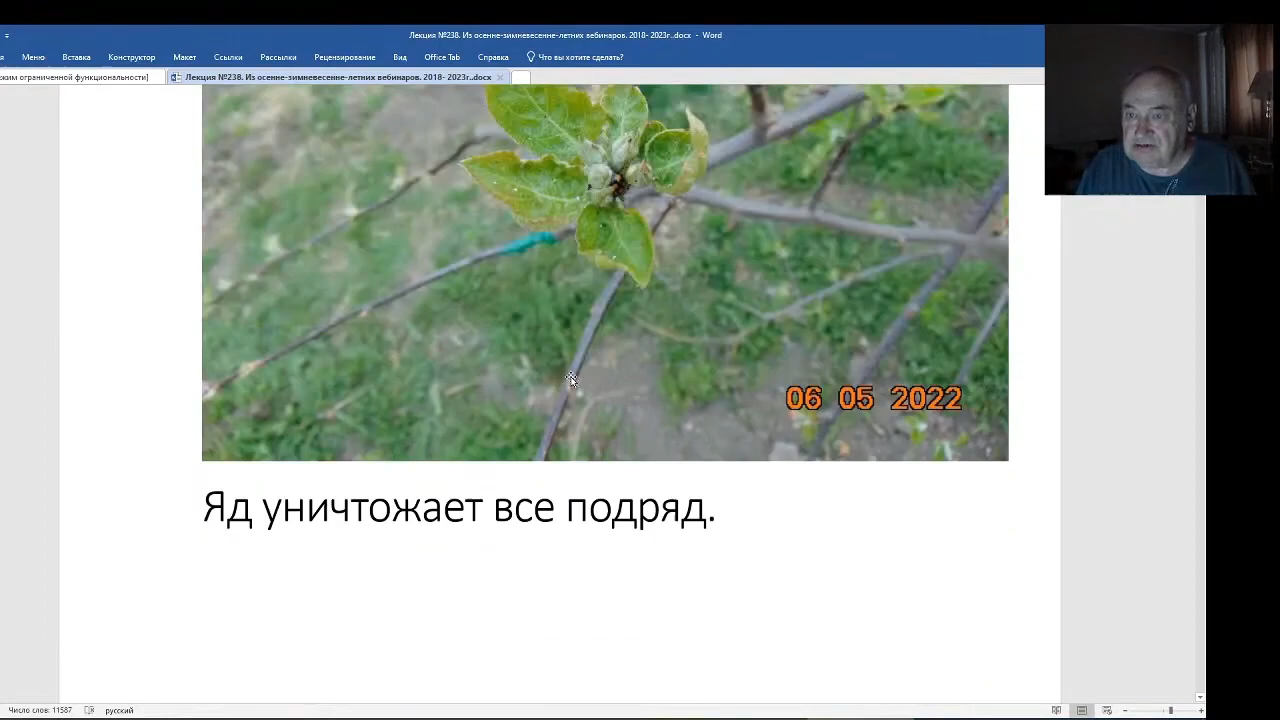 Лекция №238. Из осенне-зимневесенне-летних вебинаров. 2018- 2023г..docx - Word
Меню Вставка Конструктор Макет Ссылки Рассылки Рецензирование Вид Office Tab Справка Что вы хотите сделать?
ограниченной функциональности] Лекция №238. Из осенне-зимневесенне-летних вебинаров. 2018- 2023г..docx
06 05 2022
Яд уничтожает все подряд.
Число слов: 11587 русский